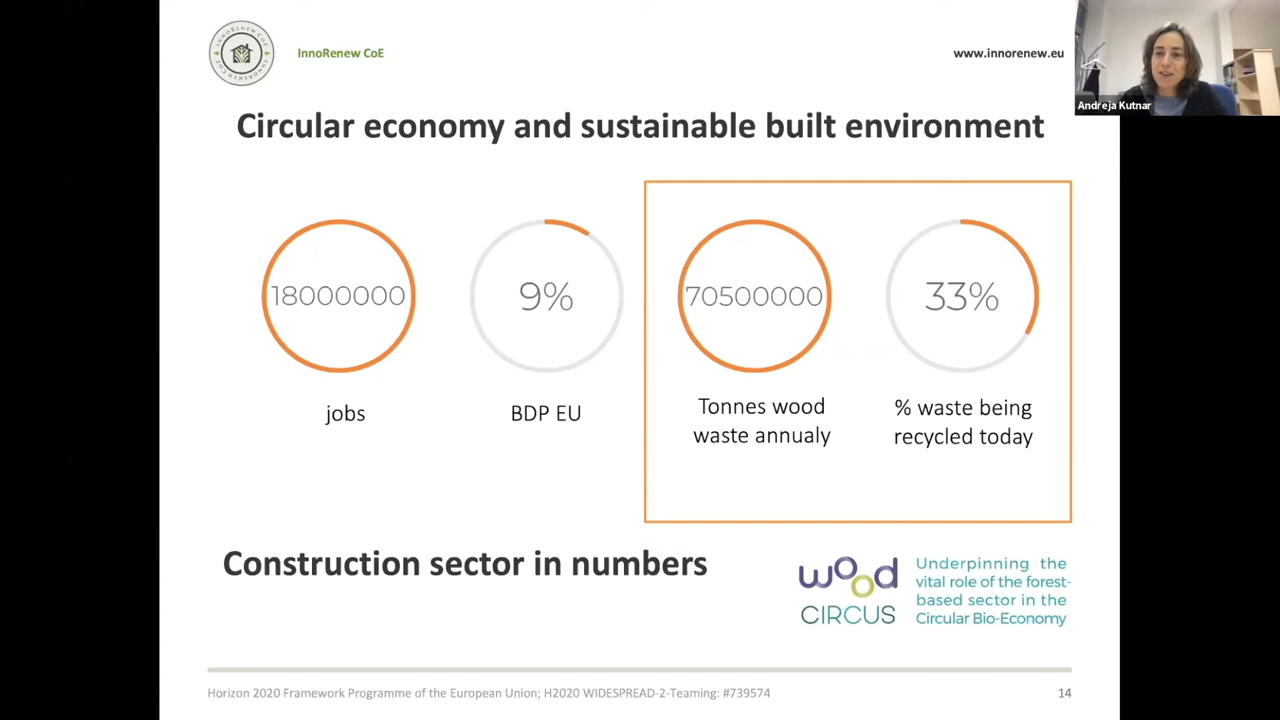 InnoRenew CoE
www.innorenew.eu
Andreja Kutnar
Circular economy and sustainable built environment
18000000
9%
70500000
33%
jobs
BDP EU
Tonnes wood
waste annualy
% waste being
recycled today
Construction sector in numbers
wood
CIRCUS
Underpinning the
vital role of the forest-
based sector in the
Circular Bio-Economy
Horizon 2020 Framework Programme of the European Union; H2020 WIDESPREAD-2-Teaming: #739574
14